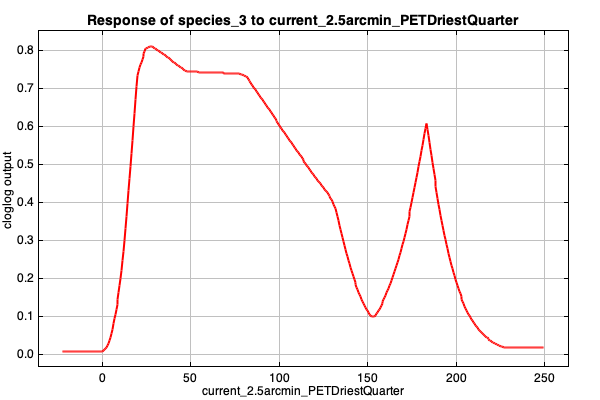 Response of species_3 to current_2.5arcmin_PETDriestQuarter
0.8
0.7
0.6
0.5
0.4
0.3
0.2
0.1
0.0
cloglog output
0 50 100 150 200 250
current_2.5arcmin_PETDriestQuarter